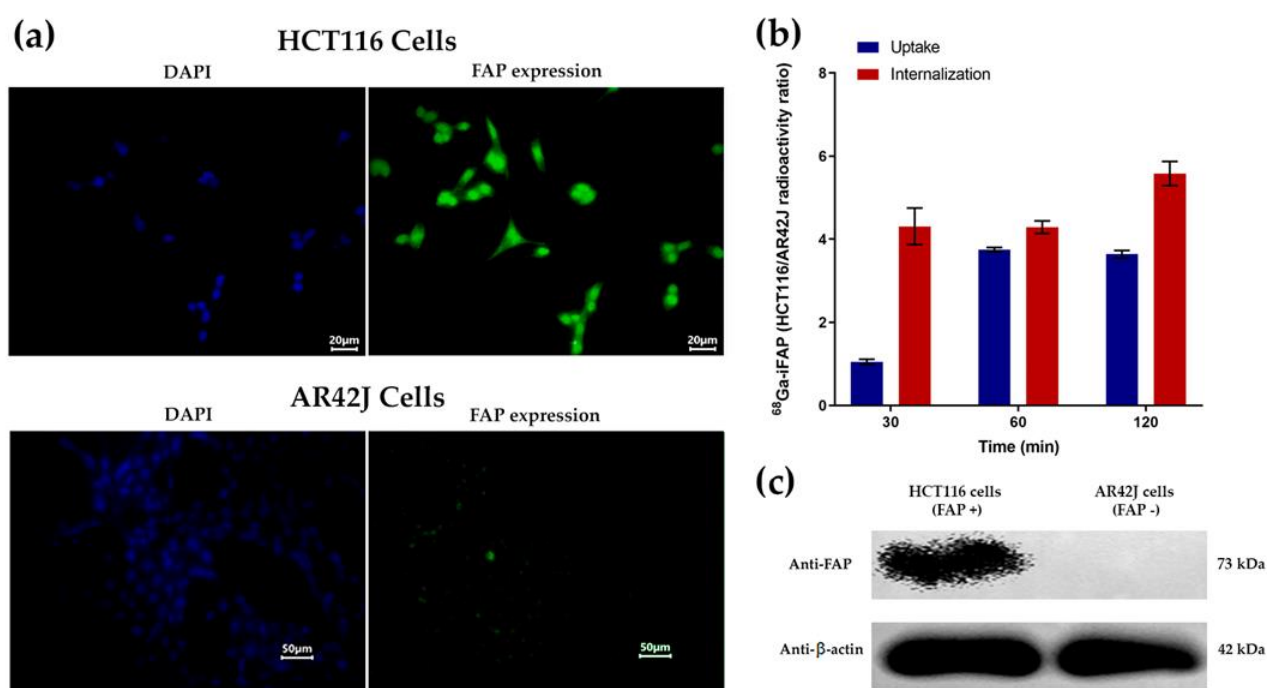 (a)
HCT116 Cells
DAPI
FAP expression
20µm
20µm
AR42J Cells
DAPI
FAP expression
50µm
50µm
(b)
Uptake
Internalization
⁶⁸Ga-iFAP (HCT116/AR42J radioactivity ratio)
8
6
4
2
0
30
60
120
Time (min)
(c)
HCT116 cells
(FAP +)
AR42J cells
(FAP -)
Anti-FAP
73 kDa
Anti-β-actin
42 kDa